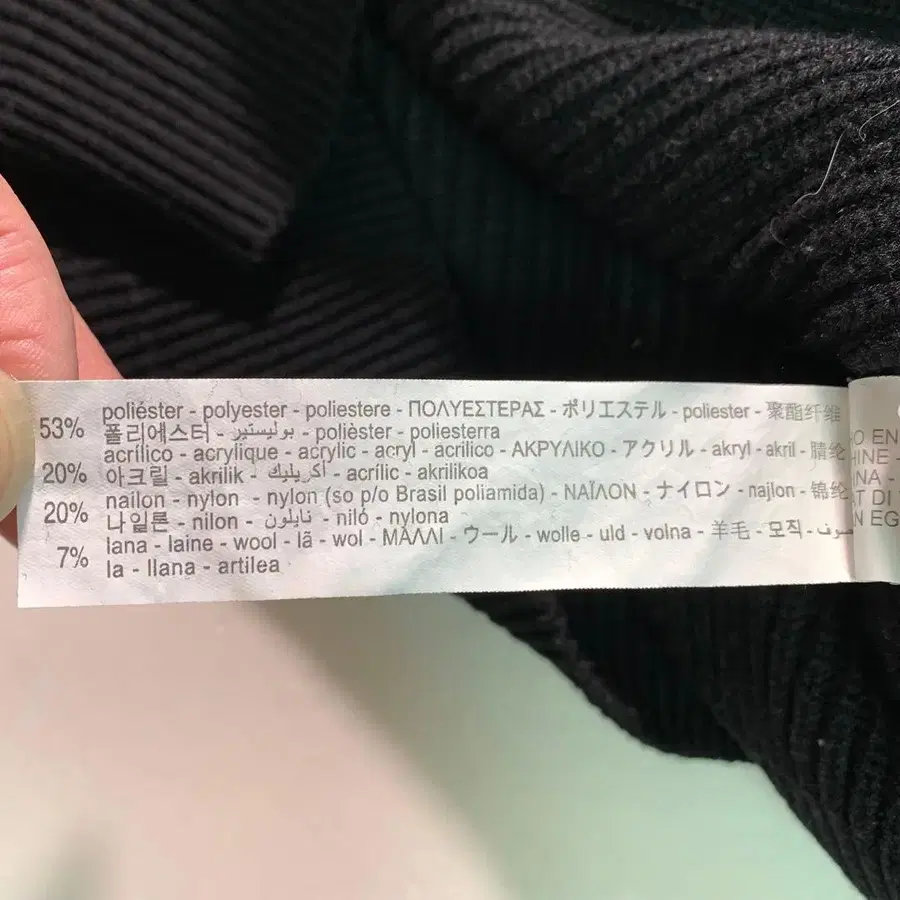 53% poliéster - polyester - poliestere - ΠΟΛΥΕΣΤΕΡΑΣ - ポリエステル - poliester - 聚酯纤维
폴리에스터 - بوليستير - polièster - poliesterra
20% acrílico - acrylique - acrylic - acryl - acrilico - ΑΚΡΥΛΙΚΟ - アクリル - akryl - akril - 腈纶
아크릴 - akrilik - أكريليك - acrílic - akrilikoa
20% nailon - nylon - nylon (so p/o Brasil poliamida) - ΝΑΪΛΟΝ - ナイロン - najlon - 锦纶
나일론 - nilon - نايلون - niló - nylona
7% lana - laine - wool - lã - wol - ΜΑΛΛΙ - ウール - wolle - uld - volna - 羊毛 - 모직 - صوف -
la - llana - artilea
EN